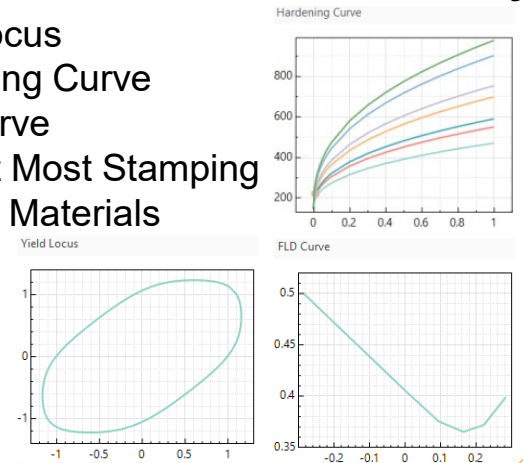 Hardening Curve
ocus
ng Curve
rve
t Most Stamping
Materials
800
600
400
200
0 0.2 0.4 0.6 0.8 1
Yield Locus
1
0
-1
-1 -0.5 0 0.5 1
FLD Curve
0.5
0.45
0.4
0.35
-0.2 -0.1 0 0.1 0.2